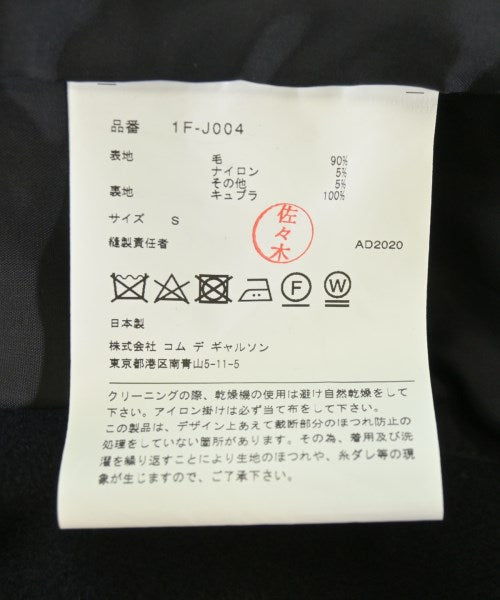 品番 1F-J004
表地 毛 90%
ナイロン 5%
その他 5%
裏地 キュプラ 100%
サイズ S
佐々木
縫製責任者 AD2020
F W
日本製
株式会社 コム デ ギャルソン
東京都港区南青山5-11-5
クリーニングの際、乾燥機の使用は避け自然乾燥をして
下さい。アイロン掛けは必ず当て布をして下さい。
この製品は、デザイン上あえて裁断部分のほつれ防止の
処理をしていない箇所があります。その為、着用及び洗
濯を繰り返すことにより生地のほつれや、糸ダレ等の現
象が生じますので、ご了承下さい。